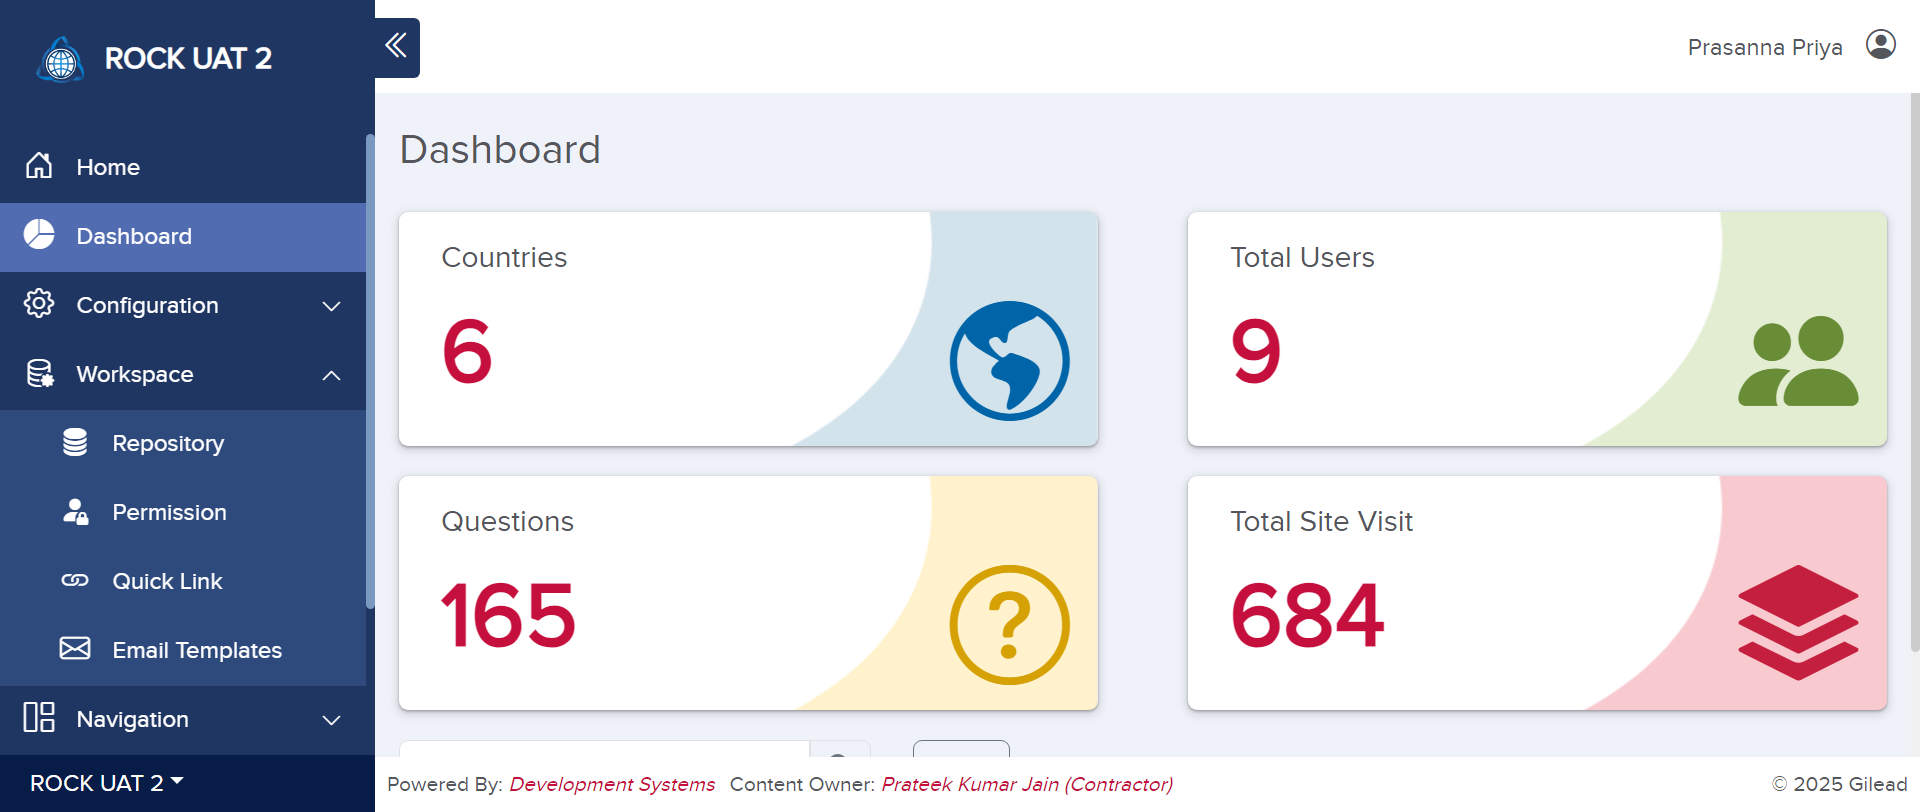 ROCK UAT 2
Prasanna Priya
Home
Dashboard
Configuration
Workspace
Repository
Permission
Quick Link
Email Templates
Navigation
ROCK UAT 2
Dashboard
Countries
6
Total Users
9
Questions
165
Total Site Visit
684
Powered By: Development Systems Content Owner: Prateek Kumar Jain (Contractor)
© 2025 Gilead